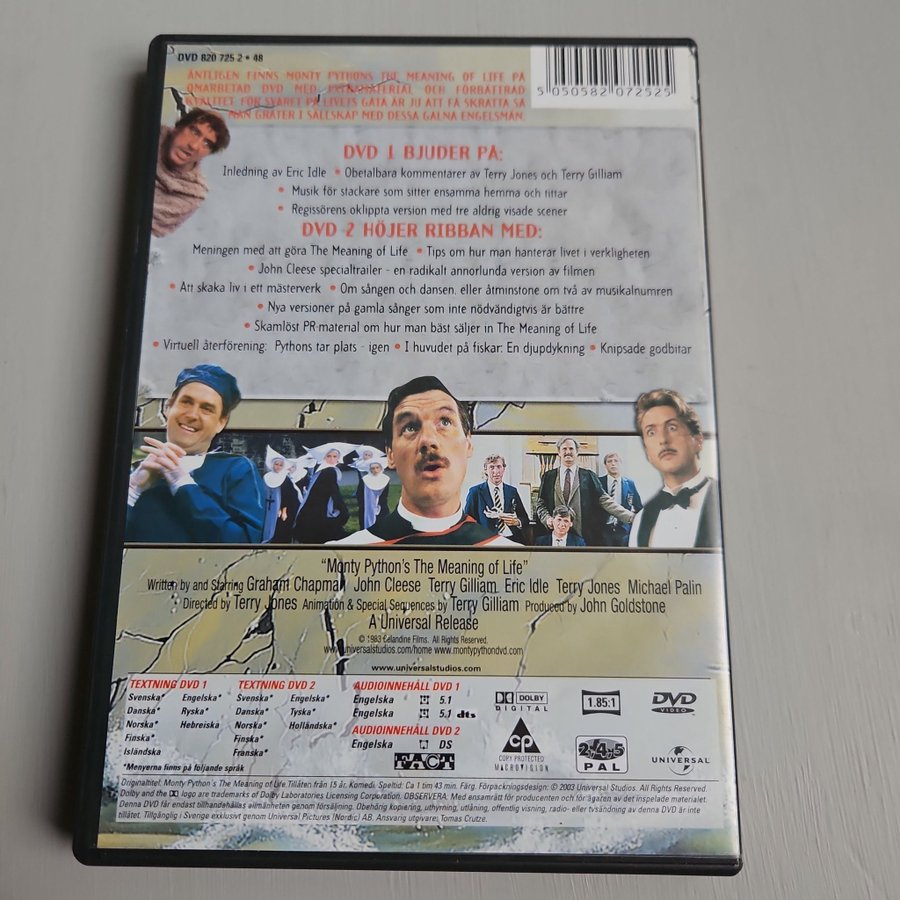 DVD 820 725 2 • 48
ÄNTLIGEN FINNS MONTY PYTHONS THE MEANING OF LIFE PÅ
OMARBETAD DVD MED EXTRAMATERIAL OCH FÖRBÄTTRAD
KVALITET, FÖR SVARET PÅ LIVETS GÅTA ÄR JU ATT FÅ SKRATTA SÅ
MAN GRÅTER I SÄLLSKAP MED DESSA GALNA ENGELSMÄN.
5 050582 072525
DVD 1 BJUDER PÅ:
Inledning av Eric Idle • Obetalbara kommentarer av Terry Jones och Terry Gilliam
• Musik för stackare som sitter ensamma hemma och tittar
• Regissörens oklippta version med tre aldrig visade scener
DVD 2 HÖJER RIBBAN MED:
Meningen med att göra The Meaning of Life • Tips om hur man hanterar livet i verkligheten
• John Cleese specialtrailer - en radikalt annorlunda version av filmen
• Att skaka liv i ett mästerverk • Om sången och dansen, eller åtminstone om två av musikalnumren
• Nya versioner på gamla sånger som inte nödvändigtvis är bättre
• Skamlöst PR-material om hur man bäst säljer in The Meaning of Life
• Virtuell återförening: Pythons tar plats - igen • I huvudet på fiskar: En djupdykning • Knipsade godbitar
"Monty Python's The Meaning of Life"
Written by and Starring Graham Chapman John Cleese Terry Gilliam Eric Idle Terry Jones Michael Palin
Directed by Terry Jones Animation & Special Sequences by Terry Gilliam Produced by John Goldstone
A Universal Release
© 1983 Celandine Films. All Rights Reserved.
www.universalstudios.com/home www.montypythondvd.com
www.universalstudios.com
TEXTNING DVD 1
Svenska* Engelska*
Danska* Ryska*
Norska* Hebreiska
Finska*
Isländska
*Menyerna finns på följande språk
TEXTNING DVD 2
Svenska* Engelska*
Danska* Tyska*
Norska* Holländska*
Finska*
Franska*
AUDIOINNEHÅLL DVD 1
Engelska 5.1
Engelska 5.1 dts
AUDIOINNEHÅLL DVD 2
Engelska DS
FACT
DOLBY
DIGITAL
1.85:1
DVD
VIDEO
CP
COPY PROTECTED
MACROVISION
2•4•5
PAL
UNIVERSAL
Originaltitel: Monty Python's The Meaning of Life.Tillåten från 15 år. Komedi. Speltid: Ca 1 tim 43 min. Färg. Förpackningsdesign: © 2003 Universal Studios. All Rights Reserved.
Dolby and the logo are trademarks of Dolby Laboratories Licensing Corporation. OBSERVERA: Med ensamrätt för producenten och förlagaren av det inspelade materialet.
Denna DVD får endast tillhandahållas allmänheten genom försäljning. Obehörig kopiering, uthyrning, utlåning, offentlig visning, radio- eller tv/sändning av denna DVD är inte
tillåtet. Tillgänglig i Sverige exklusivt genom Universal Pictures (Nordic) AB. Ansvarig utgivare: Tomas Crutze.